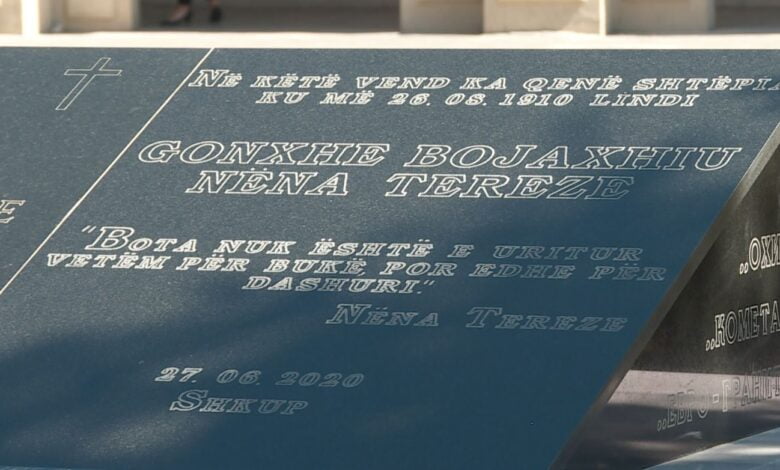 NË KËTË VEND KA QENË SHTËPIA
KU MË 26. 08. 1910 LINDI
GONXHE BOJAXHIU
NËNA TEREZE
"BOTA NUK ËSHTË E URITUR
VETËM PËR BUKË, POR EDHE PËR
DASHURI."
NËNA TEREZE
27. 06. 2020
SHKUP
„КОМЕТА